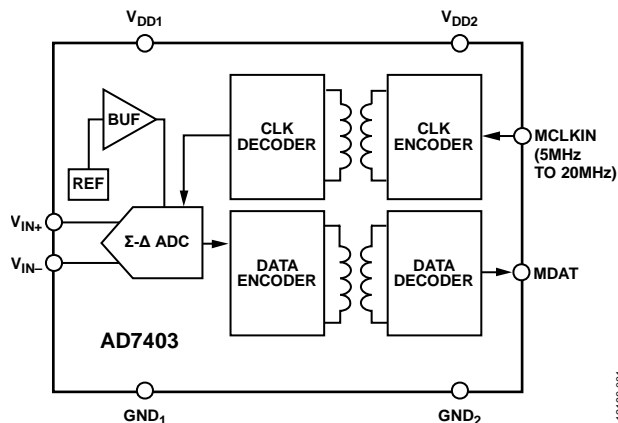 VDD1
VDD2
BUF
REF
CLK
DECODER
CLK
ENCODER
MCLKIN
(5MHz
TO 20MHz)
VIN+
VIN–
Σ-Δ ADC
DATA
ENCODER
DATA
DECODER
MDAT
AD7403
GND1
GND2